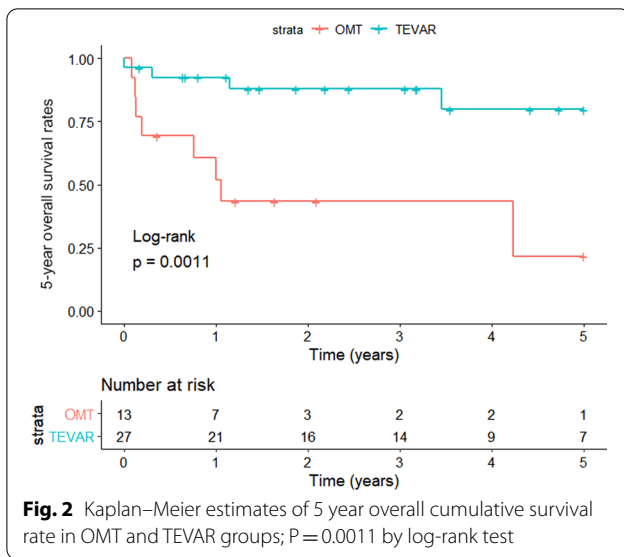 strata OMT TEVAR
5-year overall survival rates
1.00
0.75
0.50
0.25
0.00
Log-rank
p = 0.0011
0 1 2 3 4 5
Time (years)
Number at risk
strata
OMT 13 7 3 2 2 1
TEVAR 27 21 16 14 9 7
0 1 2 3 4 5
Time (years)
Fig. 2 Kaplan–Meier estimates of 5 year overall cumulative survival
rate in OMT and TEVAR groups; P = 0.0011 by log-rank test